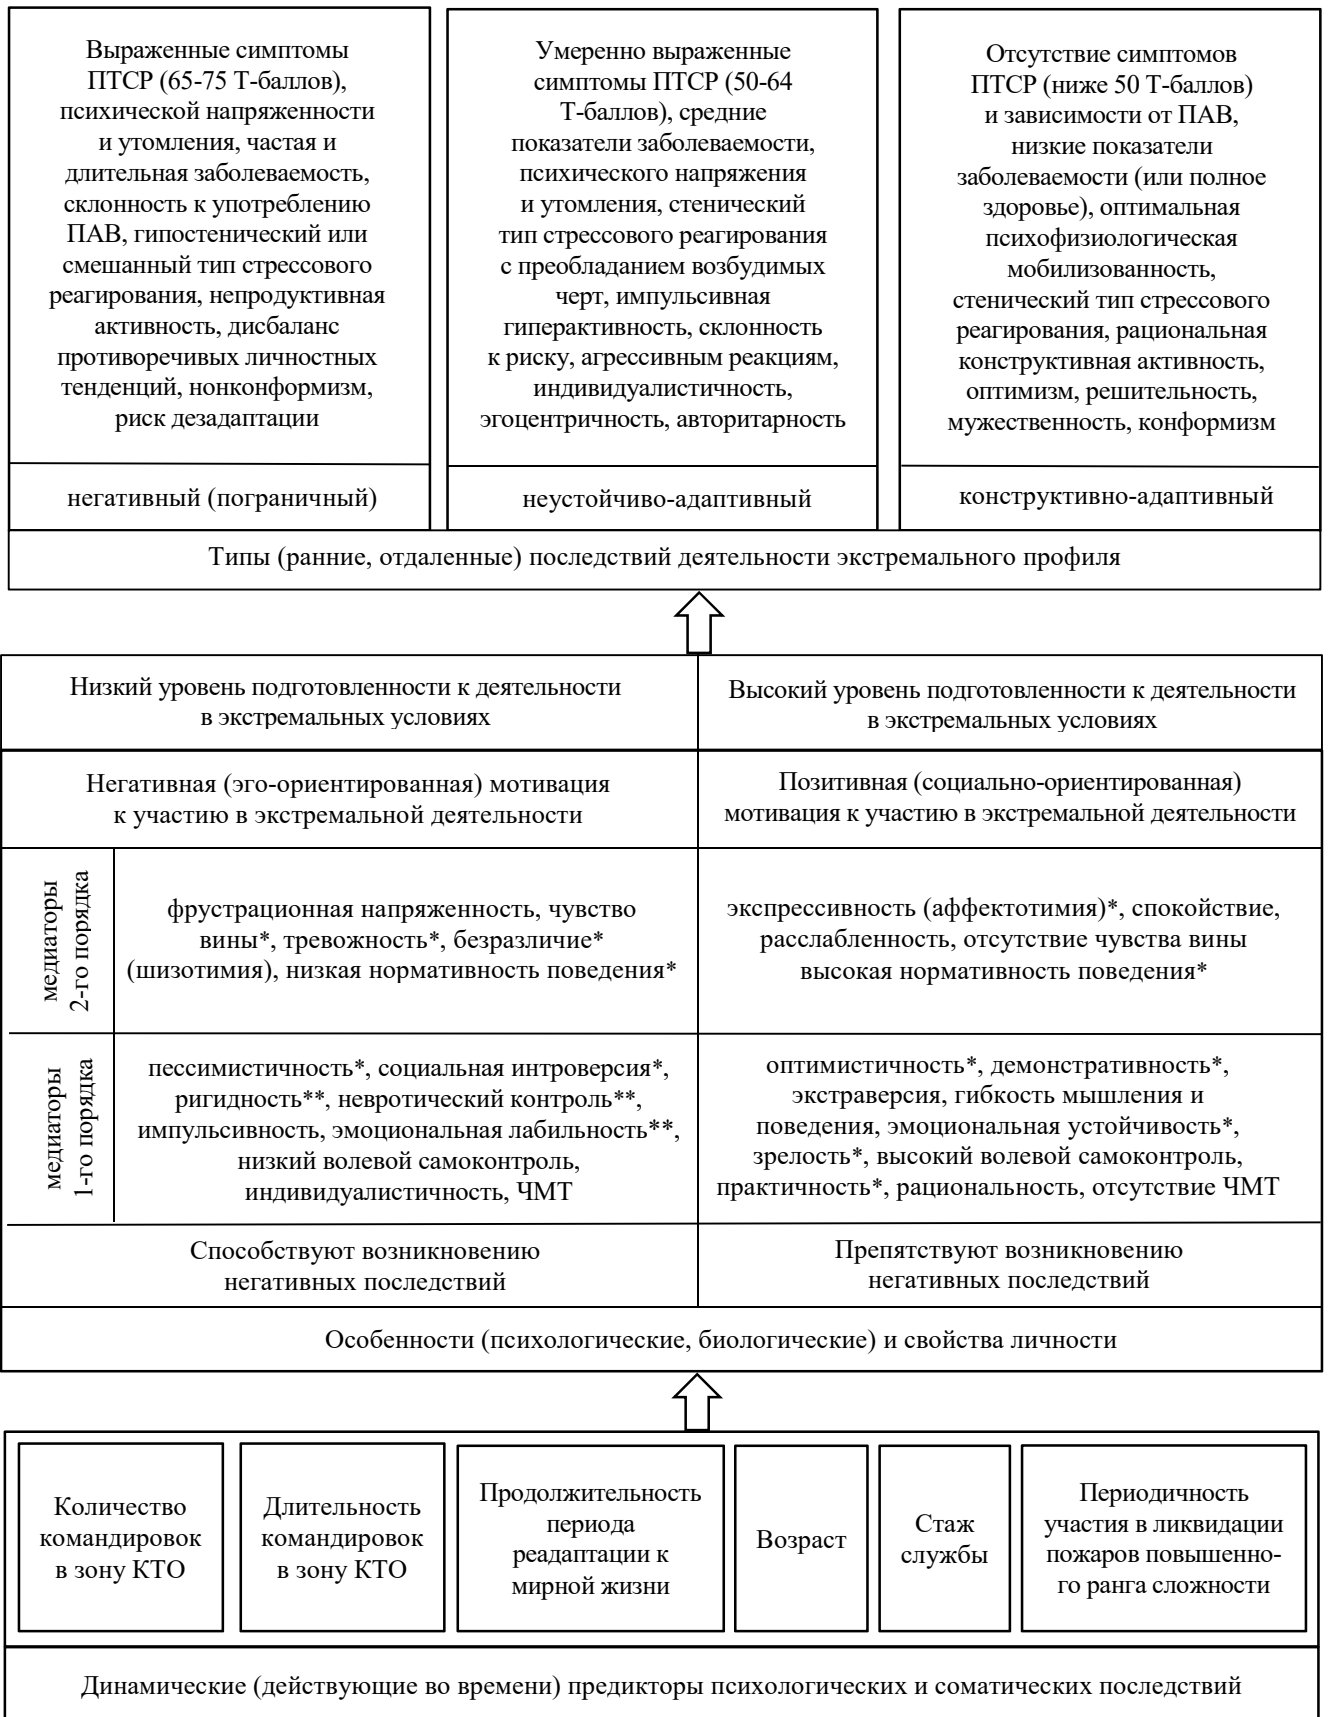 Выраженные симптомы
ПТСР (65-75 Т-баллов),
психической напряженности
и утомления, частая и
длительная заболеваемость,
склонность к употреблению
ПАВ, гипостенический или
смешанный тип стрессового
реагирования, непродуктивная
активность, дисбаланс
противоречивых личностных
тенденций, нонконформизм,
риск дезадаптации
негативный (пограничный)
Умеренно выраженные
симптомы ПТСР (50-64
Т-баллов), средние
показатели заболеваемости,
психического напряжения
и утомления, стенический
тип стрессового реагирования
с преобладанием возбудимых
черт, импульсивная
гиперактивность, склонность
к риску, агрессивным реакциям,
индивидуалистичность,
эгоцентричность, авторитарность
неустойчиво-адаптивный
Отсутствие симптомов
ПТСР (ниже 50 Т-баллов)
и зависимости от ПАВ,
низкие показатели
заболеваемости (или полное
здоровье), оптимальная
психофизиологическая
мобилизованность,
стенический тип стрессового
реагирования, рациональная
конструктивная активность,
оптимизм, решительность,
мужественность, конформизм
конструктивно-адаптивный
Типы (ранние, отдаленные) последствий деятельности экстремального профиля
Низкий уровень подготовленности к деятельности
в экстремальных условиях
Высокий уровень подготовленности к деятельности
в экстремальных условиях
Негативная (эго-ориентированная) мотивация
к участию в экстремальной деятельности
Позитивная (социально-ориентированная)
мотивация к участию в экстремальной деятельности
медиаторы
2-го порядка
фрустрационная напряженность, чувство
вины*, тревожность*, безразличие*
(шизотимия), низкая нормативность поведения*
экспрессивность (аффектотимия)*, спокойствие,
расслабленность, отсутствие чувства вины
высокая нормативность поведения*
медиаторы
1-го порядка
пессимистичность*, социальная интроверсия*,
ригидность**, невротический контроль**,
импульсивность, эмоциональная лабильность**,
низкий волевой самоконтроль,
индивидуалистичность, ЧМТ
оптимистичность*, демонстративность*,
экстраверсия, гибкость мышления и
поведения, эмоциональная устойчивость*,
зрелость*, высокий волевой самоконтроль,
практичность*, рациональность, отсутствие ЧМТ
Способствуют возникновению
негативных последствий
Препятствуют возникновению
негативных последствий
Особенности (психологические, биологические) и свойства личности
Количество
командировок
в зону КТО
Длительность
командировок
в зону КТО
Продолжительность
периода
реадаптации к
мирной жизни
Возраст
Стаж
службы
Периодичность
участия в ликвидации
пожаров повышенно-
го ранга сложности
Динамические (действующие во времени) предикторы психологических и соматических последствий